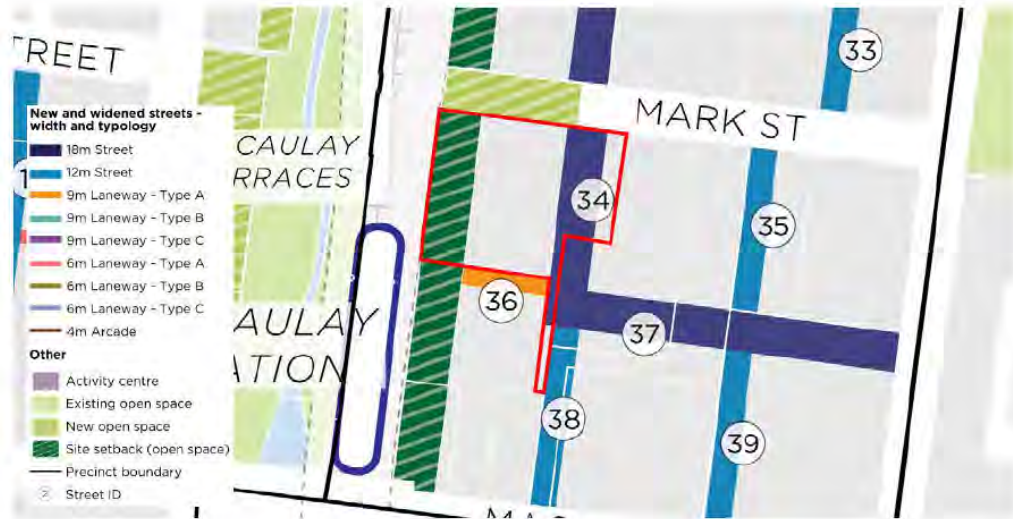 TREET
New and widened streets -
width and typology
18m Street
12m Street
9m Laneway - Type A
9m Laneway - Type B
9m Laneway - Type C
6m Laneway - Type A
6m Laneway - Type B
6m Laneway - Type C
4m Arcade
Other
Activity centre
Existing open space
New open space
Site setback (open space)
Precinct boundary
Street ID
CAULAY
RRACES
AULAY
ATION
MARK ST
33
34
35
36
37
38
39